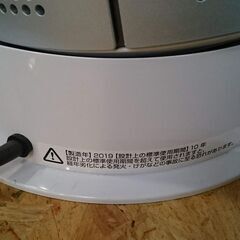 【製造年】2019【設計上の標準使用期間】10年
設計上の標準使用期間を超えて使用されますと、
経年劣化による発火・けがなどの事故に至る恐れがあります。